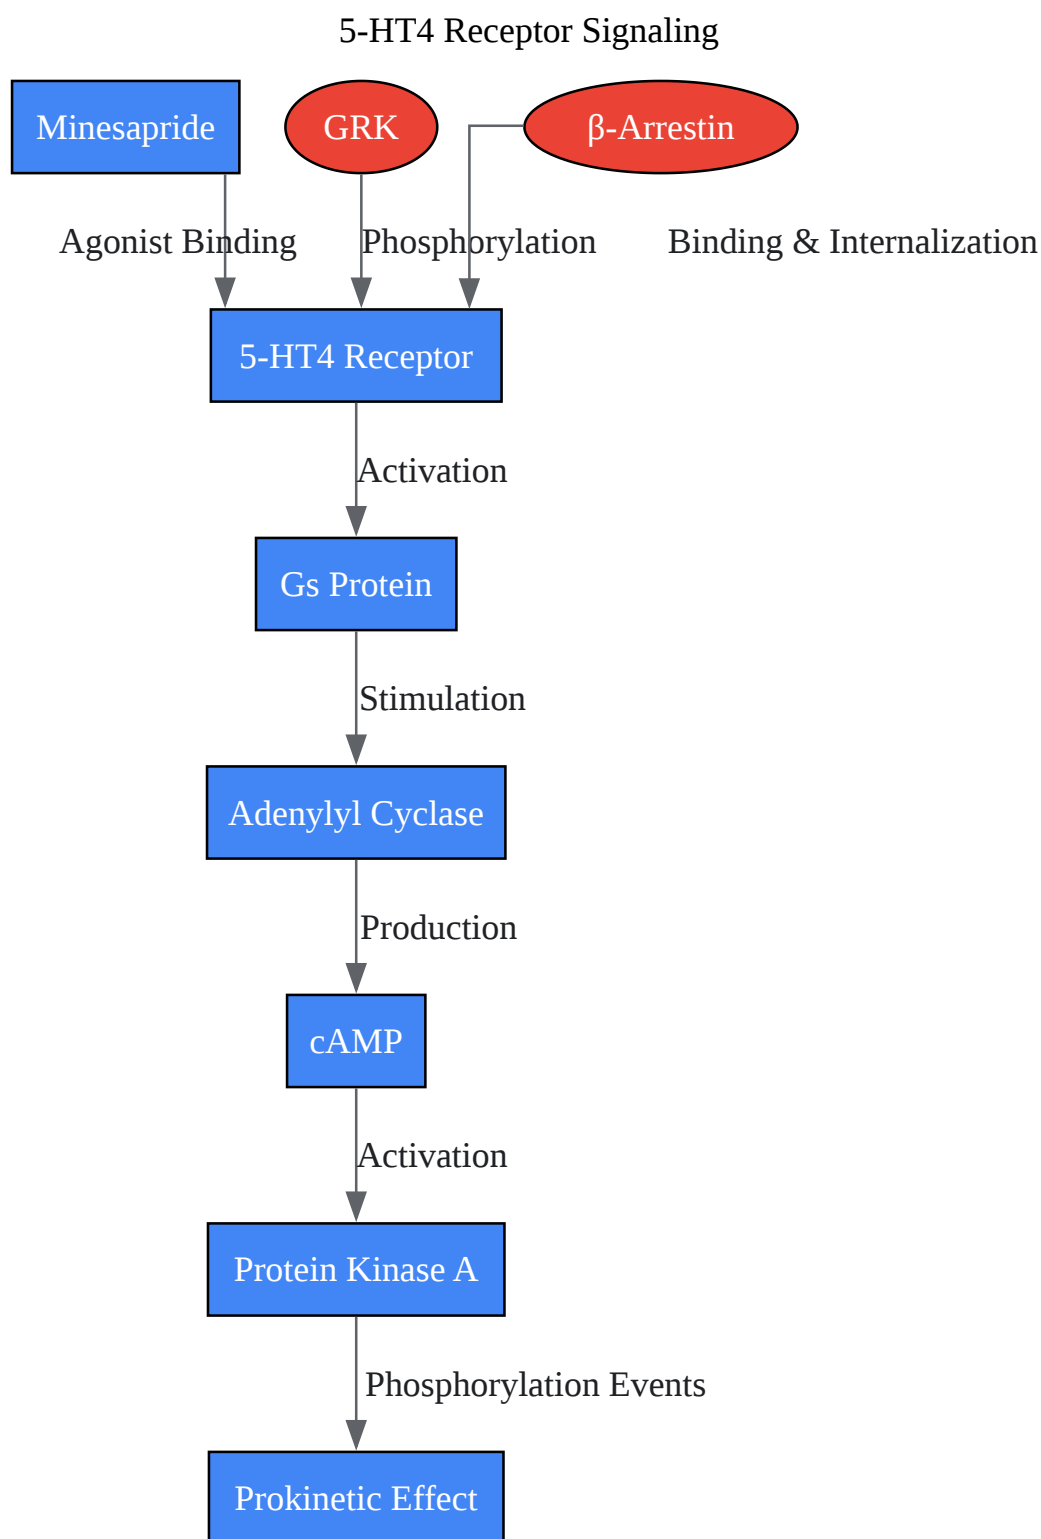 5-HT4 Receptor Signaling
Minesapride
GRK
β-Arrestin
Agonist Binding
Phosphorylation
Binding & Internalization
5-HT4 Receptor
Activation
Gs Protein
Stimulation
Adenylyl Cyclase
Production
cAMP
Activation
Protein Kinase A
Phosphorylation Events
Prokinetic Effect